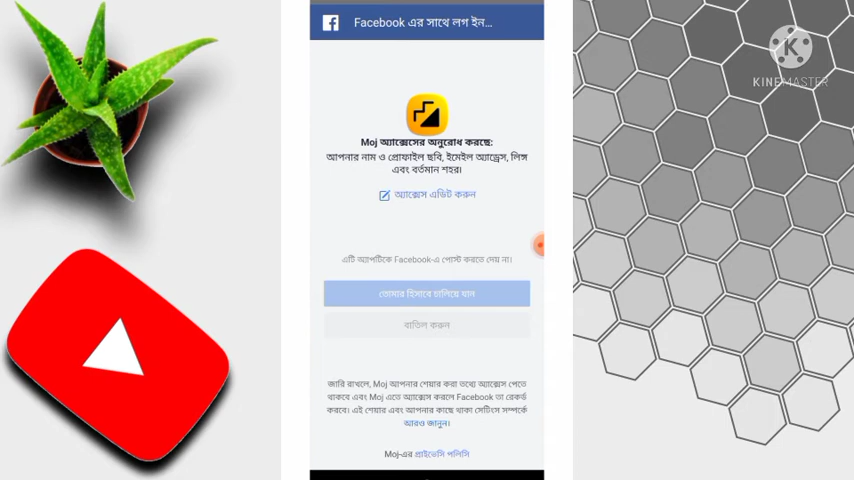 Facebook এর সাথে লগ ইন...
K
KINEMASTER
Moj অ্যাক্সেসের অনুরোধ করছে:
আপনার নাম ও প্রোফাইল ছবি, ইমেইল অ্যাড্রেস, লিঙ্গ
এবং বর্তমান শহর।
অ্যাক্সেস এডিট করুন
এটি অ্যাপটিকে Facebook-এ পোস্ট করতে দেয় না।
তোমার হিসাবে চালিয়ে যান
বাতিল করুন
জারি রাখলে, Moj আপনার শেয়ার করা তথ্যে অ্যাক্সেস পেতে
থাকবে এবং Moj এতে অ্যাক্সেস করলে Facebook তা রেকর্ড
করবে। এই শেয়ার এবং আপনার কাছে থাকা সেটিংস সম্পর্কে
আরও জানুন।
Moj-এর প্রাইভেসি পলিসি